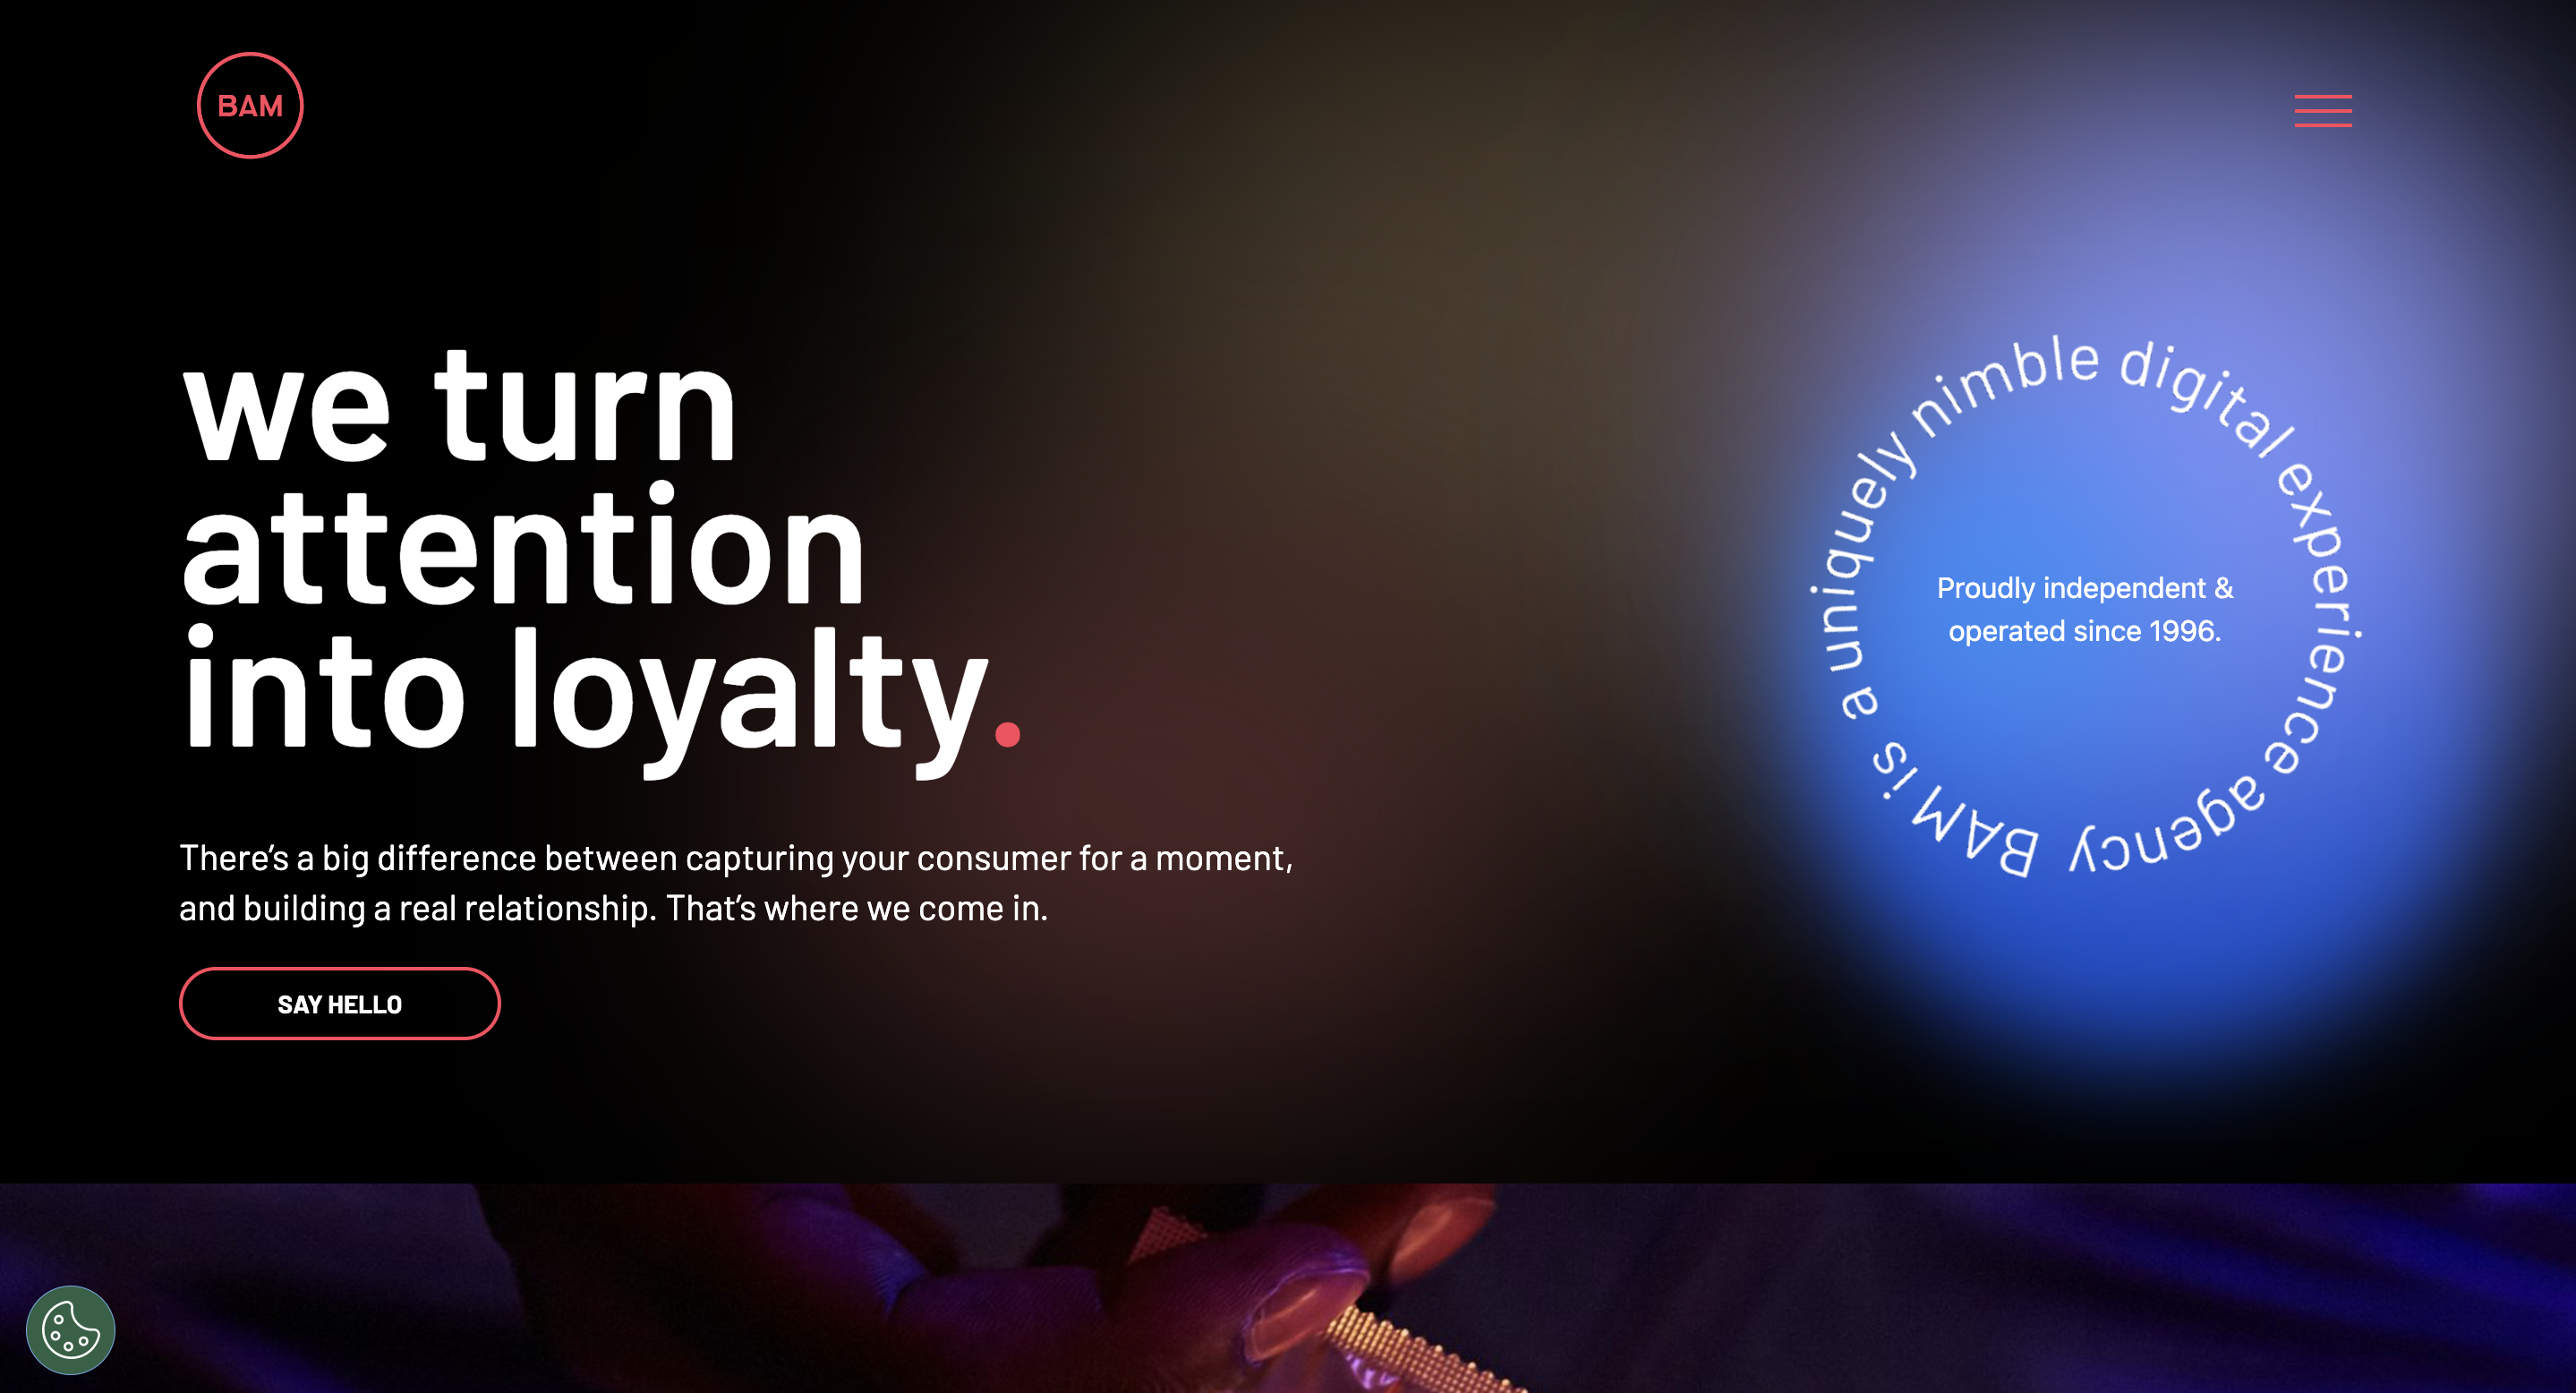 BAM
we turn
attention
into loyalty.
There’s a big difference between capturing your consumer for a moment,
and building a real relationship. That’s where we come in.
SAY HELLO
BAM is a uniquely nimble digital experience agency
Proudly independent &
operated since 1996.